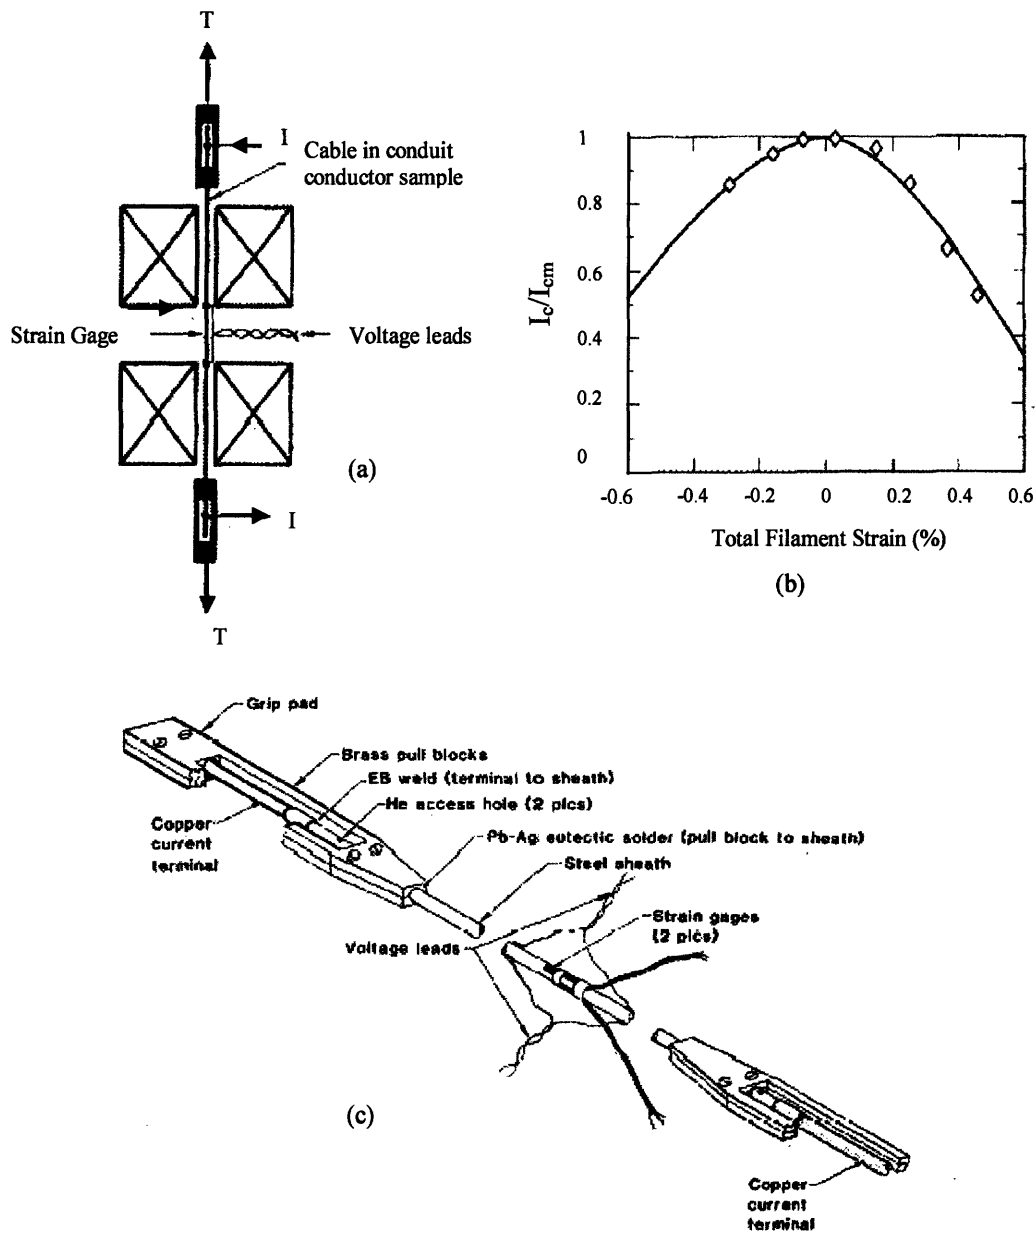 T
I
Cable in conduit
conductor sample
Strain Gage
Voltage leads
(a)
I
T
1
0.8
0.6
0.4
0.2
0
Ic/Icm
-0.6
-0.4
-0.2
0
0.2
0.4
0.6
Total Filament Strain (%)
(b)
Grip pad
Brass pull blocks
EB weld (terminal to sheath)
He access hole (2 plcs)
Copper
current
terminal
Pb-Ag eutectic solder (pull block to sheath)
Steel sheath
Strain gages
(2 plcs)
Voltage leads
(c)
Copper
current
terminal